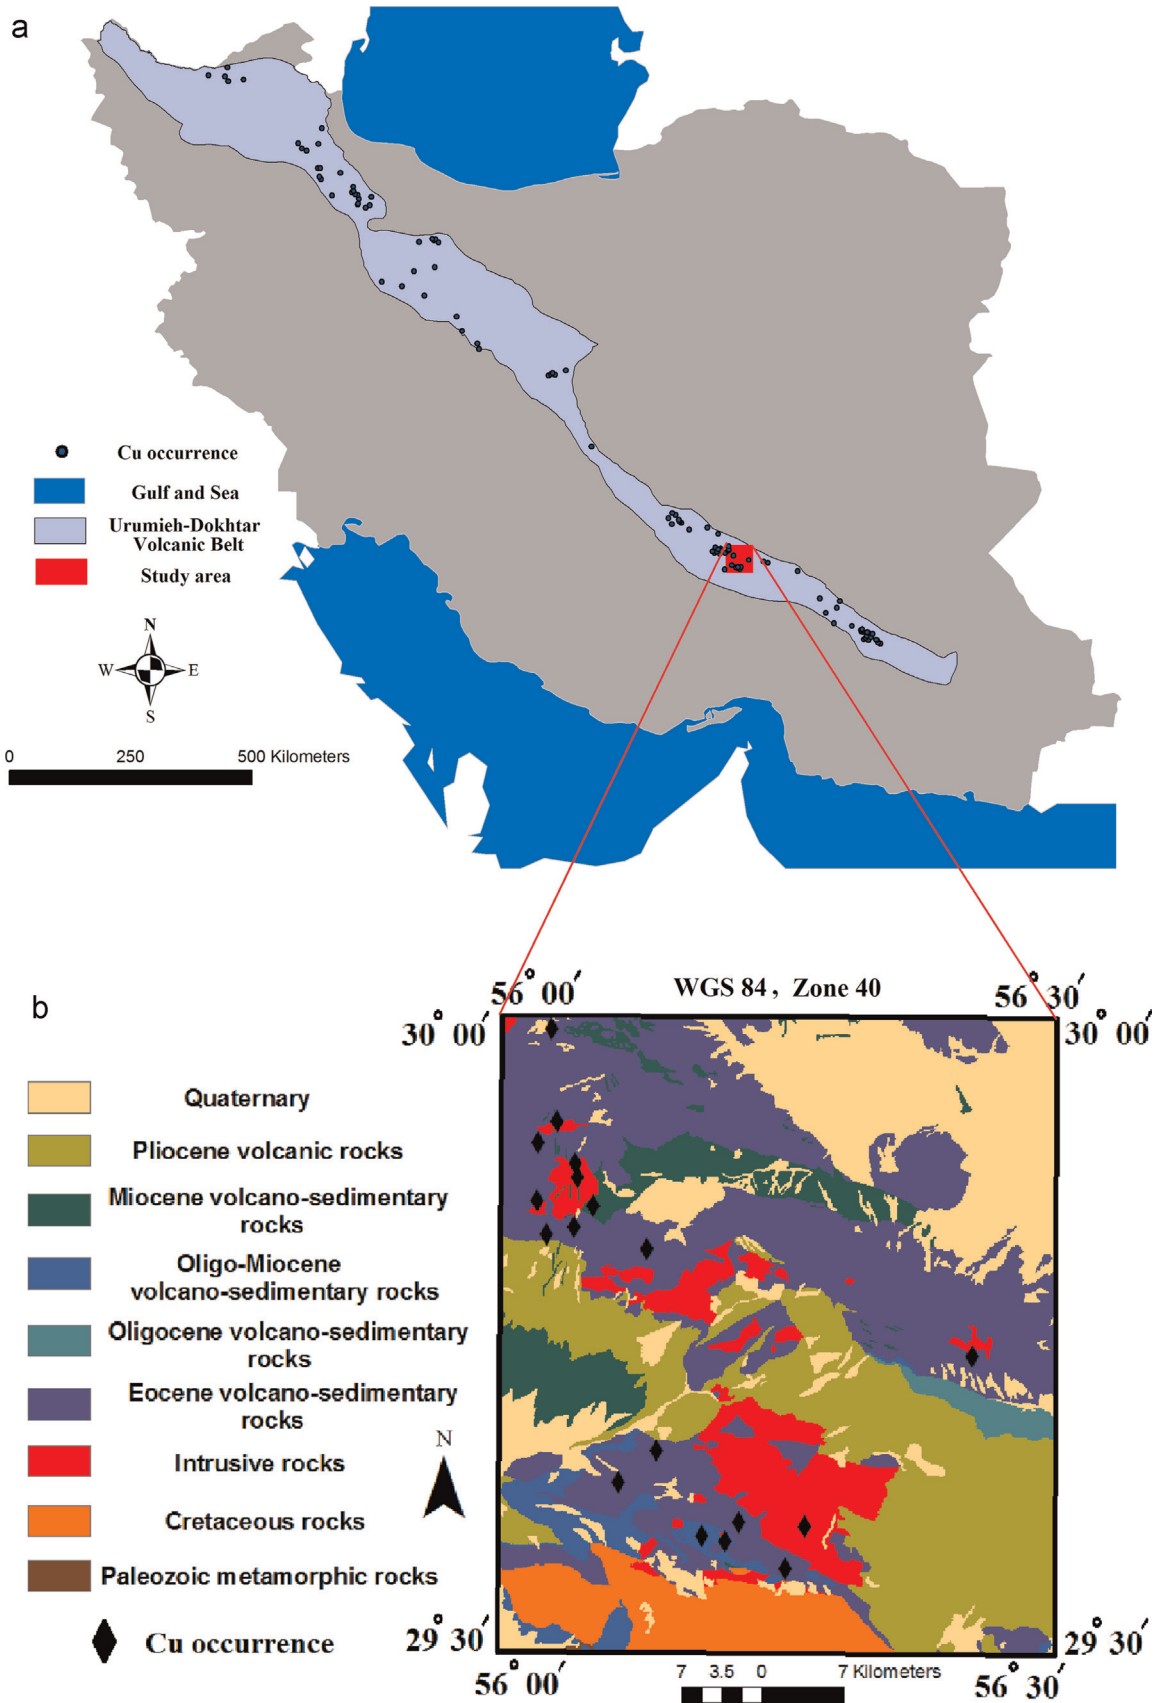 a
Cu occurrence
Gulf and Sea
Urumieh-Dokhtar
Volcanic Belt
Study area
N
W
E
S
0 250 500 Kilometers
b
WGS 84 , Zone 40
56° 00′
56° 30′
30° 00′
30° 00′
Quaternary
Pliocene volcanic rocks
Miocene volcano-sedimentary
rocks
Oligo-Miocene
volcano-sedimentary rocks
Oligocene volcano-sedimentary
rocks
Eocene volcano-sedimentary
rocks
Intrusive rocks
Cretaceous rocks
Paleozoic metamorphic rocks
Cu occurrence
N
29° 30′
29° 30′
56° 00′
56° 30′
7 3.5 0 7 Kilometers